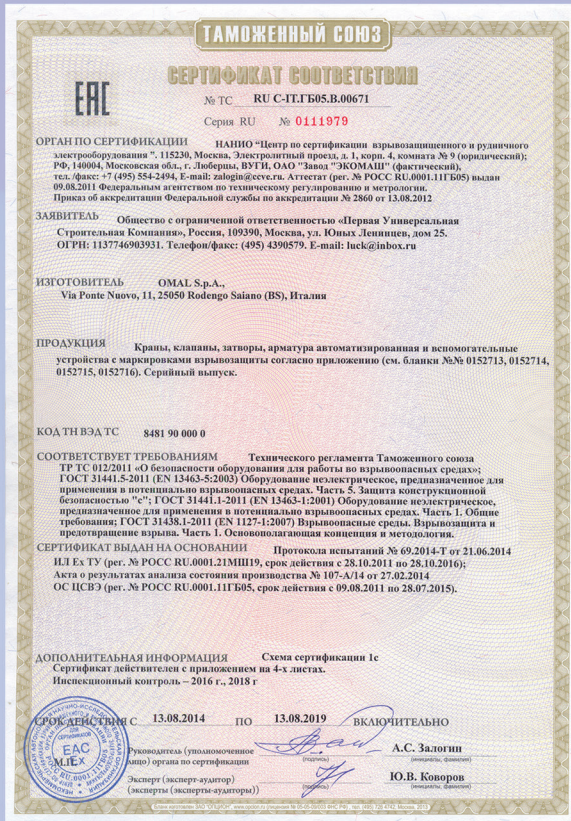 ТАМОЖЕННЫЙ СОЮЗ
СЕРТИФИКАТ СООТВЕТСТВИЯ
ЕАС
№ ТС RU C-IT.ГБ05.В.00671
Серия RU № 0111979
ОРГАН ПО СЕРТИФИКАЦИИ НАНИО "Центр по сертификации взрывозащищенного и рудничного
электрооборудования ". 115230, Москва, Электролитный проезд, д. 1, корп. 4, комната № 9 (юридический);
РФ, 140004, Московская обл., г. Люберцы, ВУГИ, ОАО "Завод "ЭКОМАШ" (фактический),
тел. /факс: +7 (495) 554-2494, E-mail: zalogin@ccve.ru. Аттестат (рег. № РОСС RU.0001.11ГБ05) выдан
09.08.2011 Федеральным агентством по техническому регулированию и метрологии.
Приказ об аккредитации Федеральной службы по аккредитации № 2860 от 13.08.2012
ЗАЯВИТЕЛЬ Общество с ограниченной ответственностью «Первая Универсальная
Строительная Компания», Россия, 109390, Москва, ул. Юных Ленинцев, дом 25.
ОГРН: 1137746903931. Телефон/факс: (495) 4390579. E-mail: luck@inbox.ru
ИЗГОТОВИТЕЛЬ OMAL S.p.A.,
Via Ponte Nuovo, 11, 25050 Rodengo Saiano (BS), Италия
ПРОДУКЦИЯ Краны, клапаны, затворы, арматура автоматизированная и вспомогательные
устройства с маркировками взрывозащиты согласно приложению (см. бланки №№ 0152713, 0152714,
0152715, 0152716). Серийный выпуск.
КОД ТН ВЭД ТС 8481 90 000 0
СООТВЕТСТВУЕТ ТРЕБОВАНИЯМ Технического регламента Таможенного союза
ТР ТС 012/2011 «О безопасности оборудования для работы во взрывоопасных средах»;
ГОСТ 31441.5-2011 (EN 13463-5:2003) Оборудование неэлектрическое, предназначенное для
применения в потенциально взрывоопасных средах. Часть 5. Защита конструкционной
безопасностью "с"; ГОСТ 31441.1-2011 (EN 13463-1:2001) Оборудование неэлектрическое,
предназначенное для применения в потенциально взрывоопасных средах. Часть 1. Общие
требования; ГОСТ 31438.1-2011 (EN 1127-1:2007) Взрывоопасные среды. Взрывозащита и
предотвращение взрыва. Часть 1. Основополагающая концепция и методология.
СЕРТИФИКАТ ВЫДАН НА ОСНОВАНИИ Протокола испытаний № 69.2014-Т от 21.06.2014
ИЛ Ex ТУ (рег. № РОСС RU.0001.21МШ19, срок действия с 28.10.2011 по 28.10.2016);
Акта о результатах анализа состояния производства № 107-А/14 от 27.02.2014
ОС ЦСВЭ (рег. № РОСС RU.0001.11ГБ05, срок действия с 09.08.2011 по 28.07.2015).
ДОПОЛНИТЕЛЬНАЯ ИНФОРМАЦИЯ Схема сертификации 1с
Сертификат действителен с приложением на 4-х листах.
Инспекционный контроль – 2016 г., 2018 г
СРОК ДЕЙСТВИЯ С 13.08.2014 ПО 13.08.2019 ВКЛЮЧИТЕЛЬНО
ДЛЯ
СЕРТИФИКАТОВ
ЕАС
Ex
М.П.
Руководитель (уполномоченное
лицо) органа по сертификации
(подпись)
А.С. Залогин
(инициалы, фамилия)
Эксперт (эксперт-аудитор)
(эксперты (эксперты-аудиторы))
(подпись)
Ю.В. Коворов
(инициалы, фамилия)